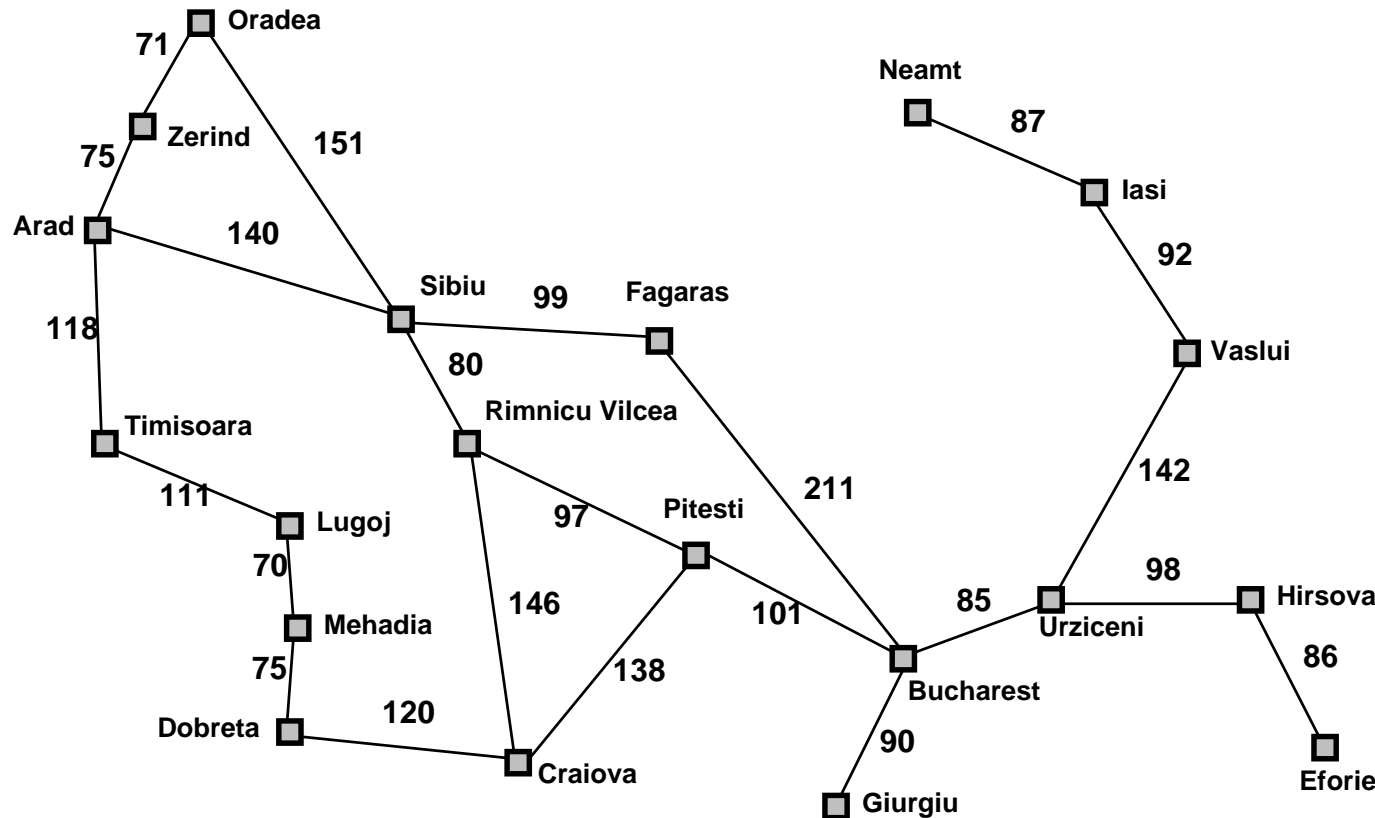 Oradea
71
Neamt
87
Zerind
151
75
Iasi
Arad
140
92
Sibiu
99
Fagaras
118
80
Vaslui
Rimnicu Vilcea
Timisoara
142
111
211
Lugoj
97
Pitesti
70
98
146
101
85
Hirsova
Mehadia
Urziceni
86
75
138
Bucharest
Dobreta
120
90
Craiova
Eforie
Giurgiu